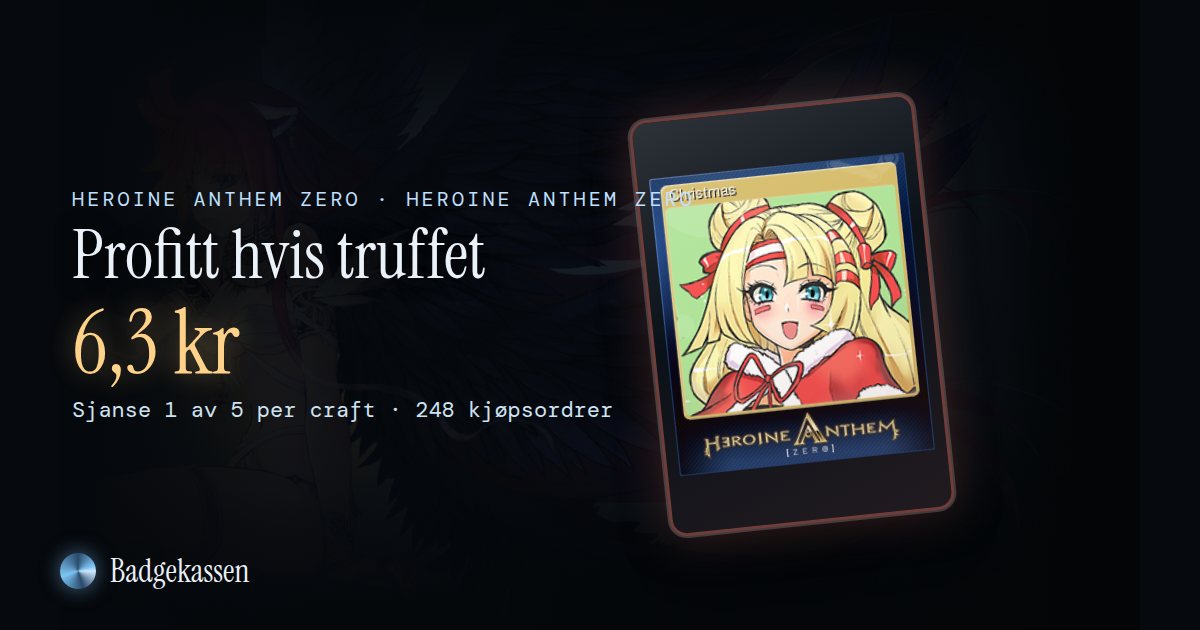 HEROINE ANTHEM ZERO · HEROINE ANTHEM ZERO
Profitt hvis truffet
6,3 kr
Sjanse 1 av 5 per craft · 248 kjøpsordrer
Christmas
HEROINE ANTHEM
[ZERO]
Badgekassen